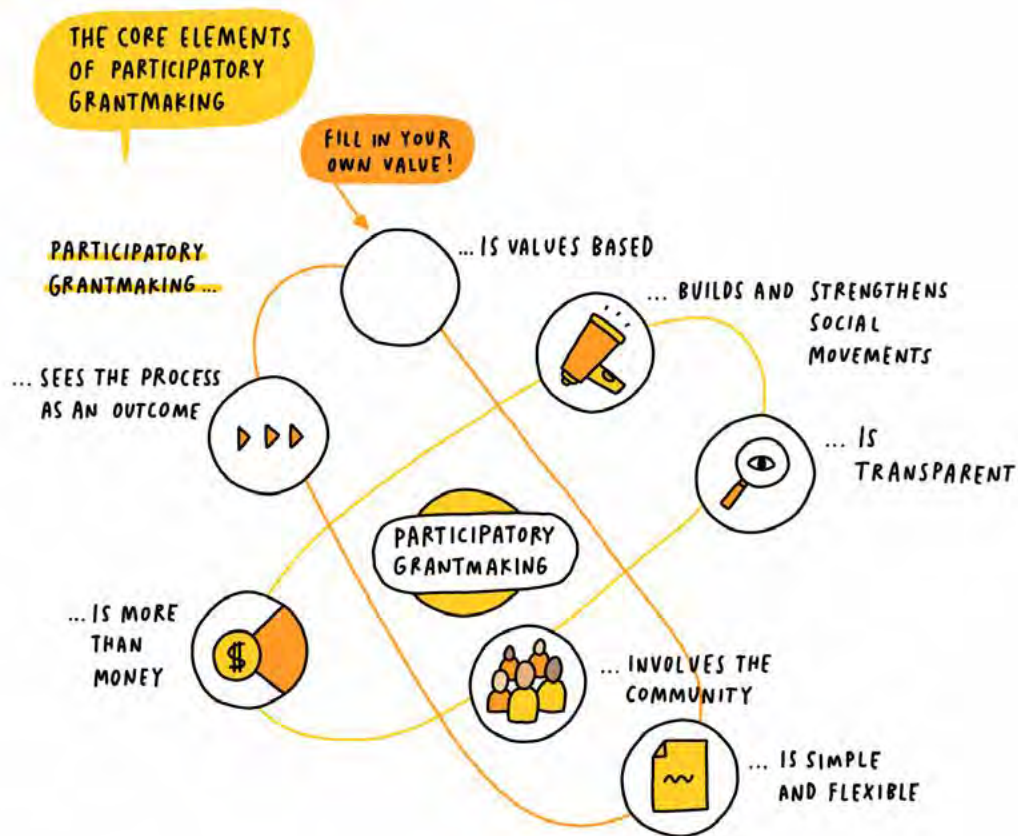 THE CORE ELEMENTS
OF PARTICIPATORY
GRANTMAKING
FILL IN YOUR
OWN VALUE!
PARTICIPATORY
GRANTMAKING...
... IS VALUES BASED
... BUILDS AND STRENGTHENS
SOCIAL
MOVEMENTS
... SEES THE PROCESS
AS AN OUTCOME
... IS
TRANSPARENT
PARTICIPATORY
GRANTMAKING
... IS MORE
THAN
MONEY
$
... INVOLVES THE
COMMUNITY
... IS SIMPLE
AND FLEXIBLE